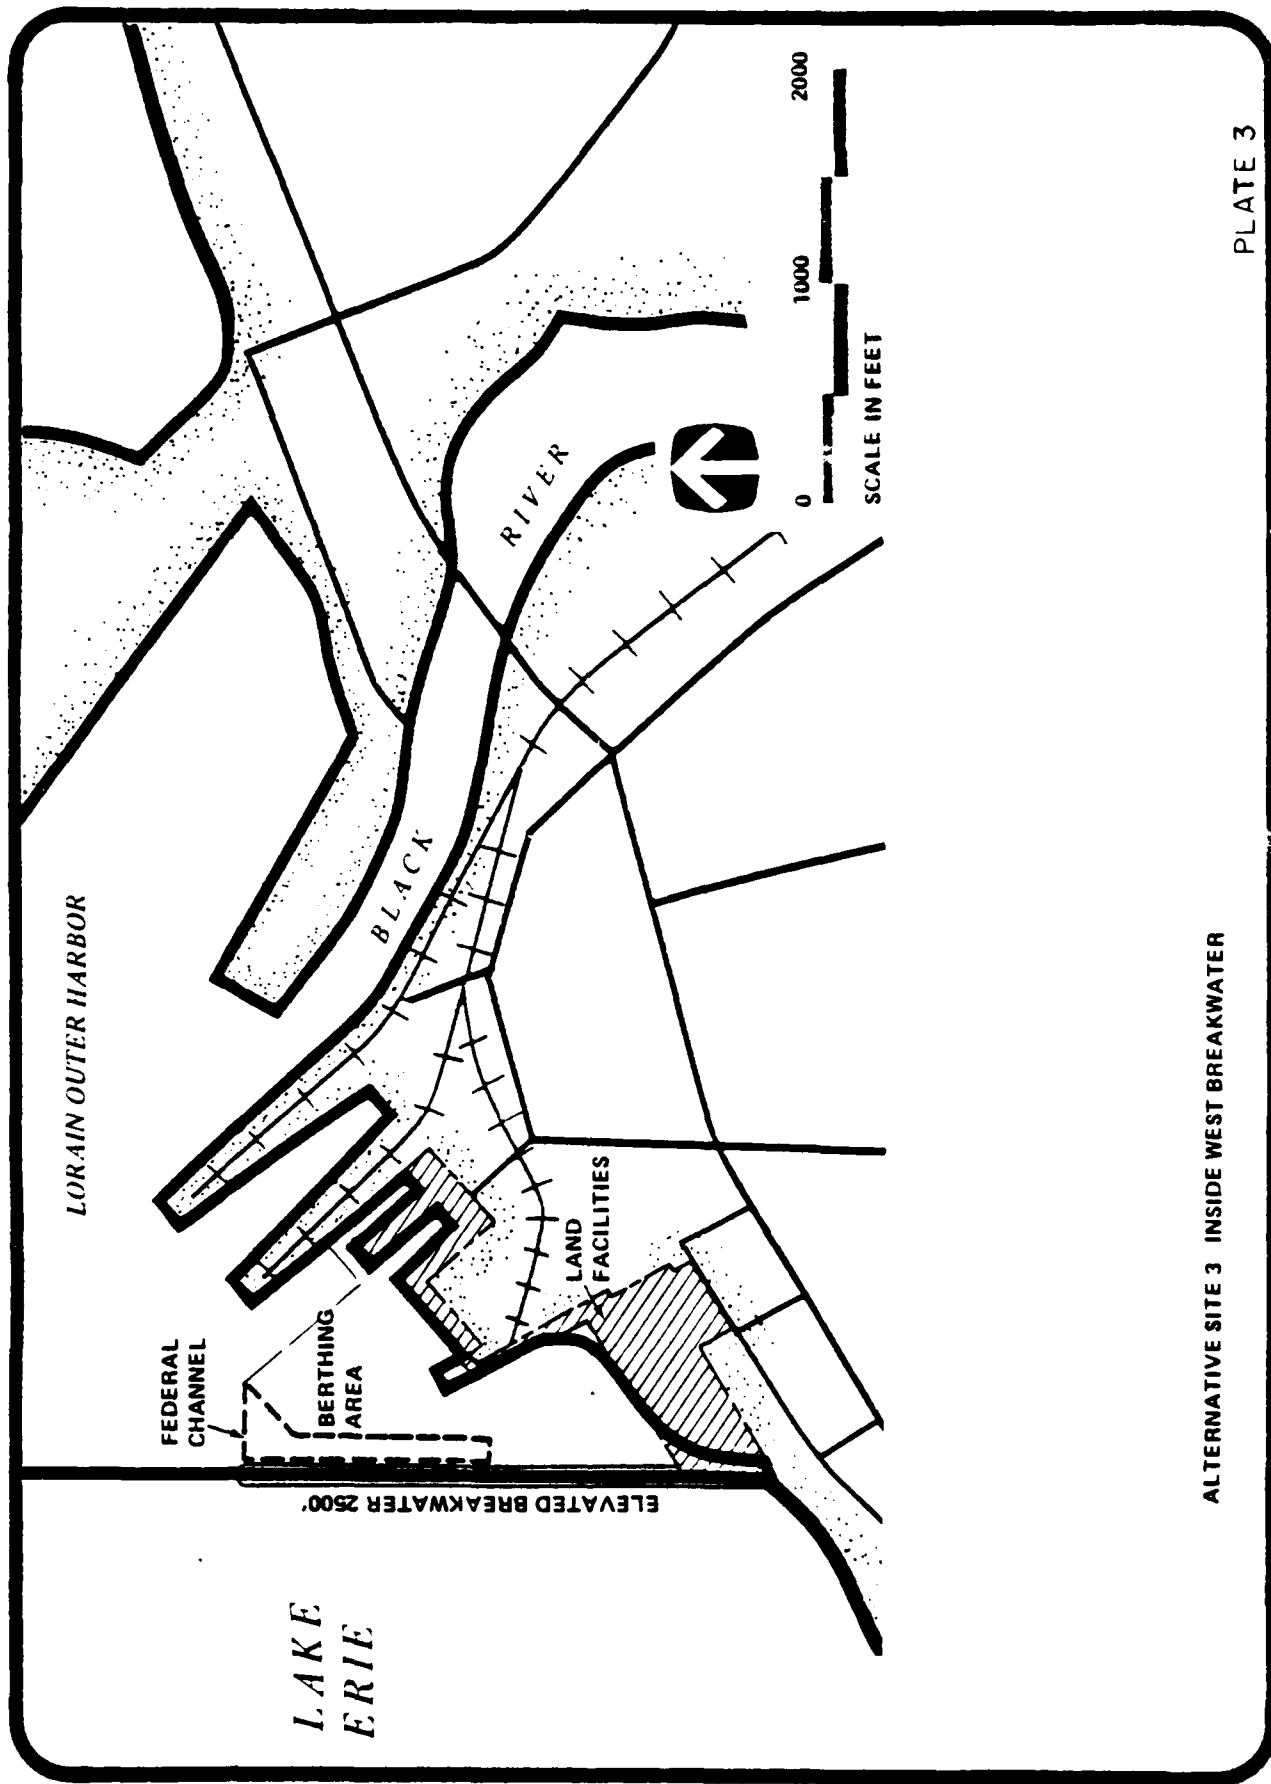 LORAIN OUTER HARBOR
LAKE
ERIE
FEDERAL
CHANNEL
BERTHING
AREA
ELEVATED BREAKWATER 2500'
LAND
FACILITIES
BLACK
RIVER
0 1000 2000
SCALE IN FEET
ALTERNATIVE SITE 3 INSIDE WEST BREAKWATER
PLATE 3